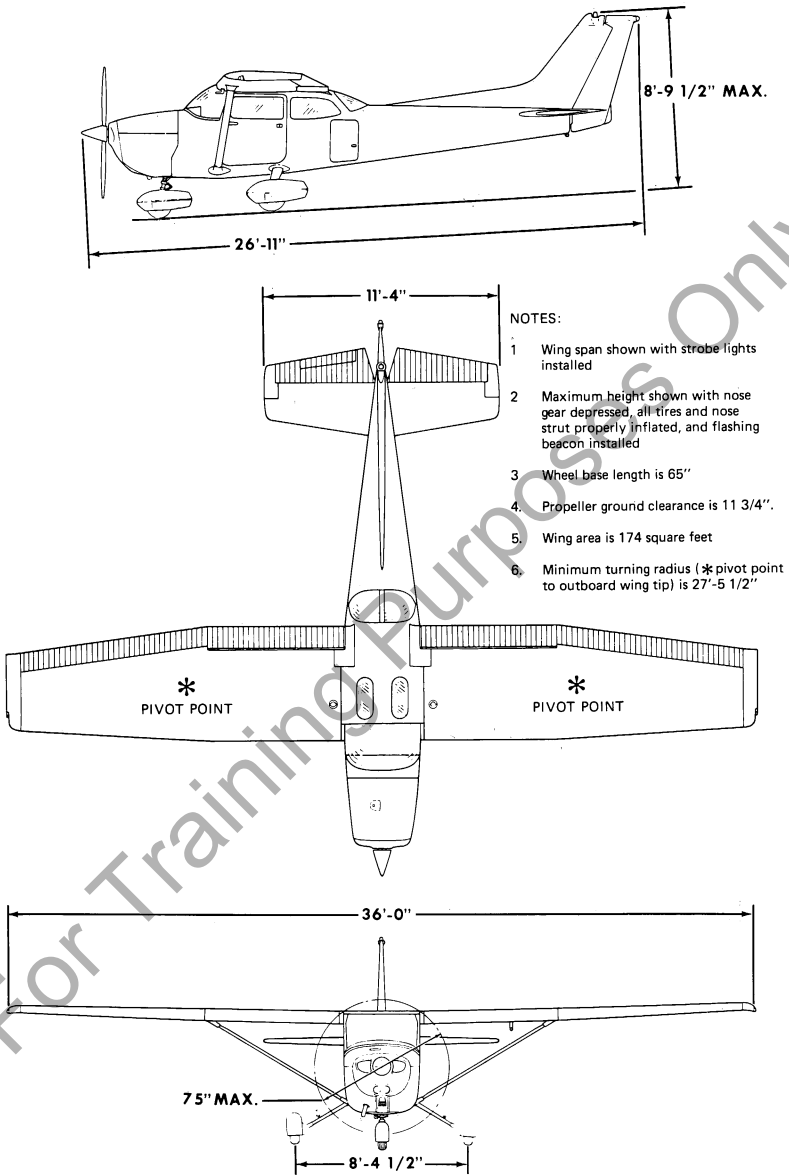 8'-9 1/2" MAX.
26'-11"
11'-4"
NOTES:
1 Wing span shown with strobe lights
installed
2 Maximum height shown with nose
gear depressed, all tires and nose
strut properly inflated, and flashing
beacon installed
3 Wheel base length is 65"
4. Propeller ground clearance is 11 3/4".
5. Wing area is 174 square feet
6. Minimum turning radius (* pivot point
to outboard wing tip) is 27'-5 1/2"
* *
PIVOT POINT PIVOT POINT
36'-0"
75" MAX.
8'-4 1/2"
For Training Purposes Only